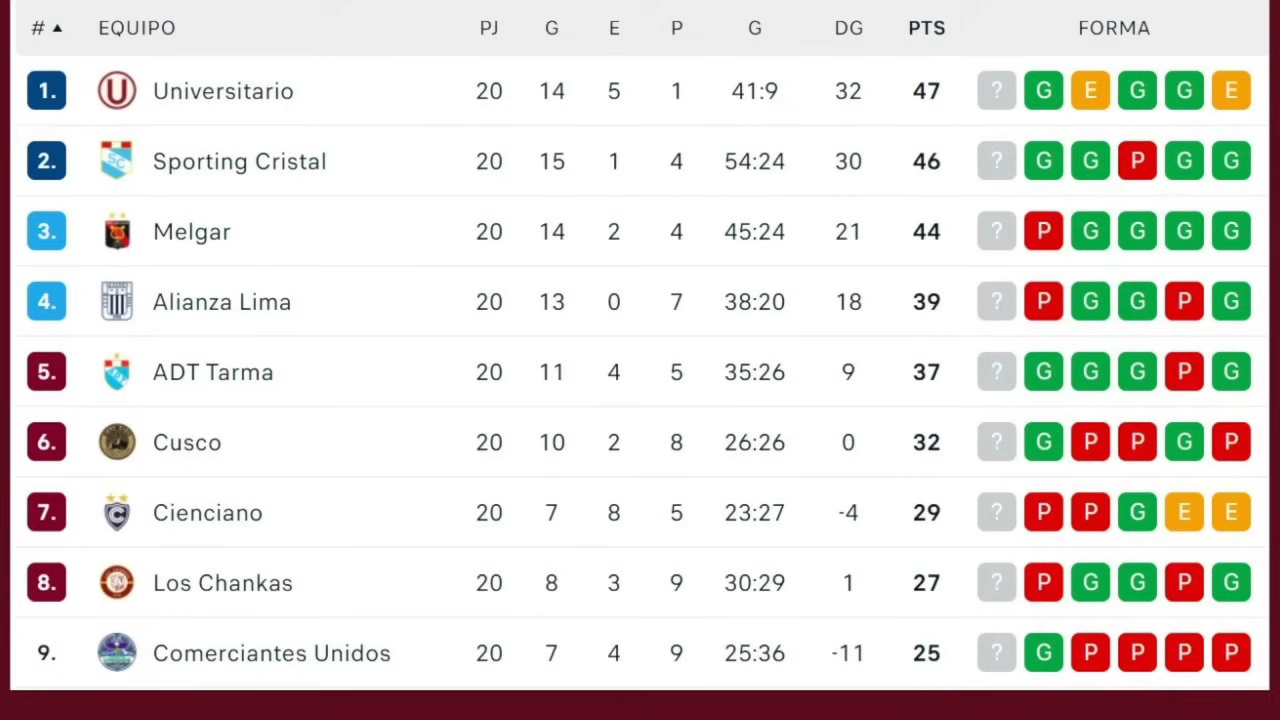 # ▲ EQUIPO PJ G E P G DG PTS FORMA
1. Universitario 20 14 5 1 41:9 32 47 ? G E G G E
2. Sporting Cristal 20 15 1 4 54:24 30 46 ? G G P G G
3. Melgar 20 14 2 4 45:24 21 44 ? P G G G G
4. Alianza Lima 20 13 0 7 38:20 18 39 ? P G G P G
5. ADT Tarma 20 11 4 5 35:26 9 37 ? G G G P G
6. Cusco 20 10 2 8 26:26 0 32 ? G P P G P
7. Cienciano 20 7 8 5 23:27 -4 29 ? P P G E E
8. Los Chankas 20 8 3 9 30:29 1 27 ? P G G P G
9. Comerciantes Unidos 20 7 4 9 25:36 -11 25 ? G P P P P